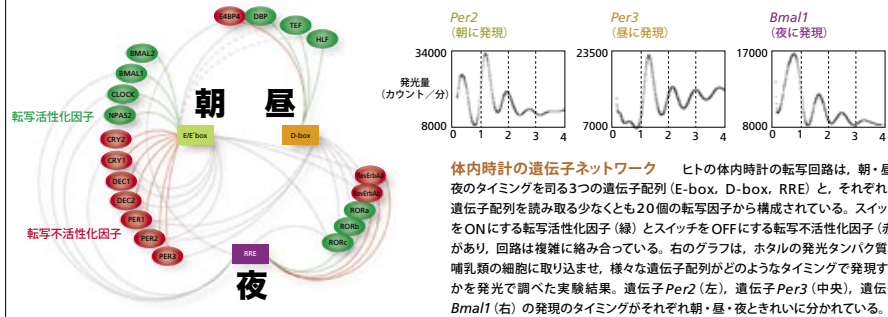 E4BP4
DBP
TEF
HLF
BMAL2
BMAL1
CLOCK
NPAS2
転写活性化因子
朝
昼
E/E'box
D-box
CRY2
CRY1
DEC1
DEC2
PER1
PER2
PER3
転写不活性化因子
RevErbAa
RevErbAb
RORa
RORb
RORc
RRE
夜
Per2
(朝に発現)
34000
発光量
(カウント/分)
8000
0 1 2 3 4
Per3
(昼に発現)
23500
7000
0 1 2 3 4
Bmal1
(夜に発現)
17000
8000
0 1 2 3 4
体内時計の遺伝子ネットワーク ヒトの体内時計の転写回路は,朝・昼
夜のタイミングを司る3つの遺伝子配列(E-box, D-box, RRE)と,それぞれ
遺伝子配列を読み取る少なくとも20個の転写因子から構成されている。スイッ
をONにする転写活性化因子(緑)とスイッチをOFFにする転写不活性化因子(
があり,回路は複雑に絡み合っている。右のグラフは,ホタルの発光タンパク質
哺乳類の細胞に取り込ませ,様々な遺伝子配列がどのようなタイミングで発現す
かを発光で調べた実験結果。遺伝子Per2(左),遺伝子Per3(中央),遺伝
Bmal1(右)の発現のタイミングがそれぞれ朝・昼・夜ときれいに分かれている。